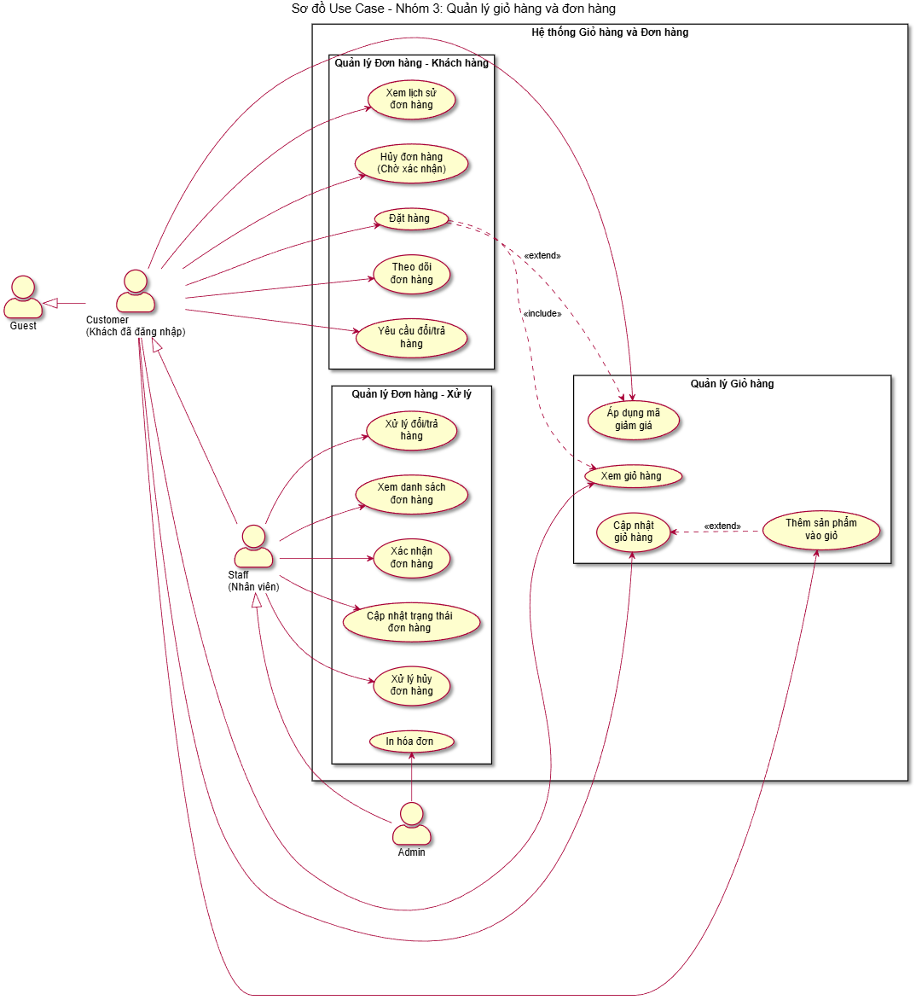 Sơ đồ Use Case - Nhóm 3: Quản lý giỏ hàng và đơn hàng
Hệ thống Giỏ hàng và Đơn hàng
Quản lý Đơn hàng - Khách hàng
Xem lịch sử
đơn hàng
Hủy đơn hàng
(Chờ xác nhận)
Đặt hàng
Theo dõi
đơn hàng
Yêu cầu đổi/trả
hàng
«extend»
«include»
Guest
Customer
(Khách đã đăng nhập)
Quản lý Giỏ hàng
Áp dụng mã
giảm giá
Xem giỏ hàng
Cập nhật
giỏ hàng
«extend»
Thêm sản phẩm
vào giỏ
Quản lý Đơn hàng - Xử lý
Xử lý đổi/trả
hàng
Xem danh sách
đơn hàng
Xác nhận
đơn hàng
Cập nhật trạng thái
đơn hàng
Xử lý hủy
đơn hàng
In hóa đơn
Staff
(Nhân viên)
Admin